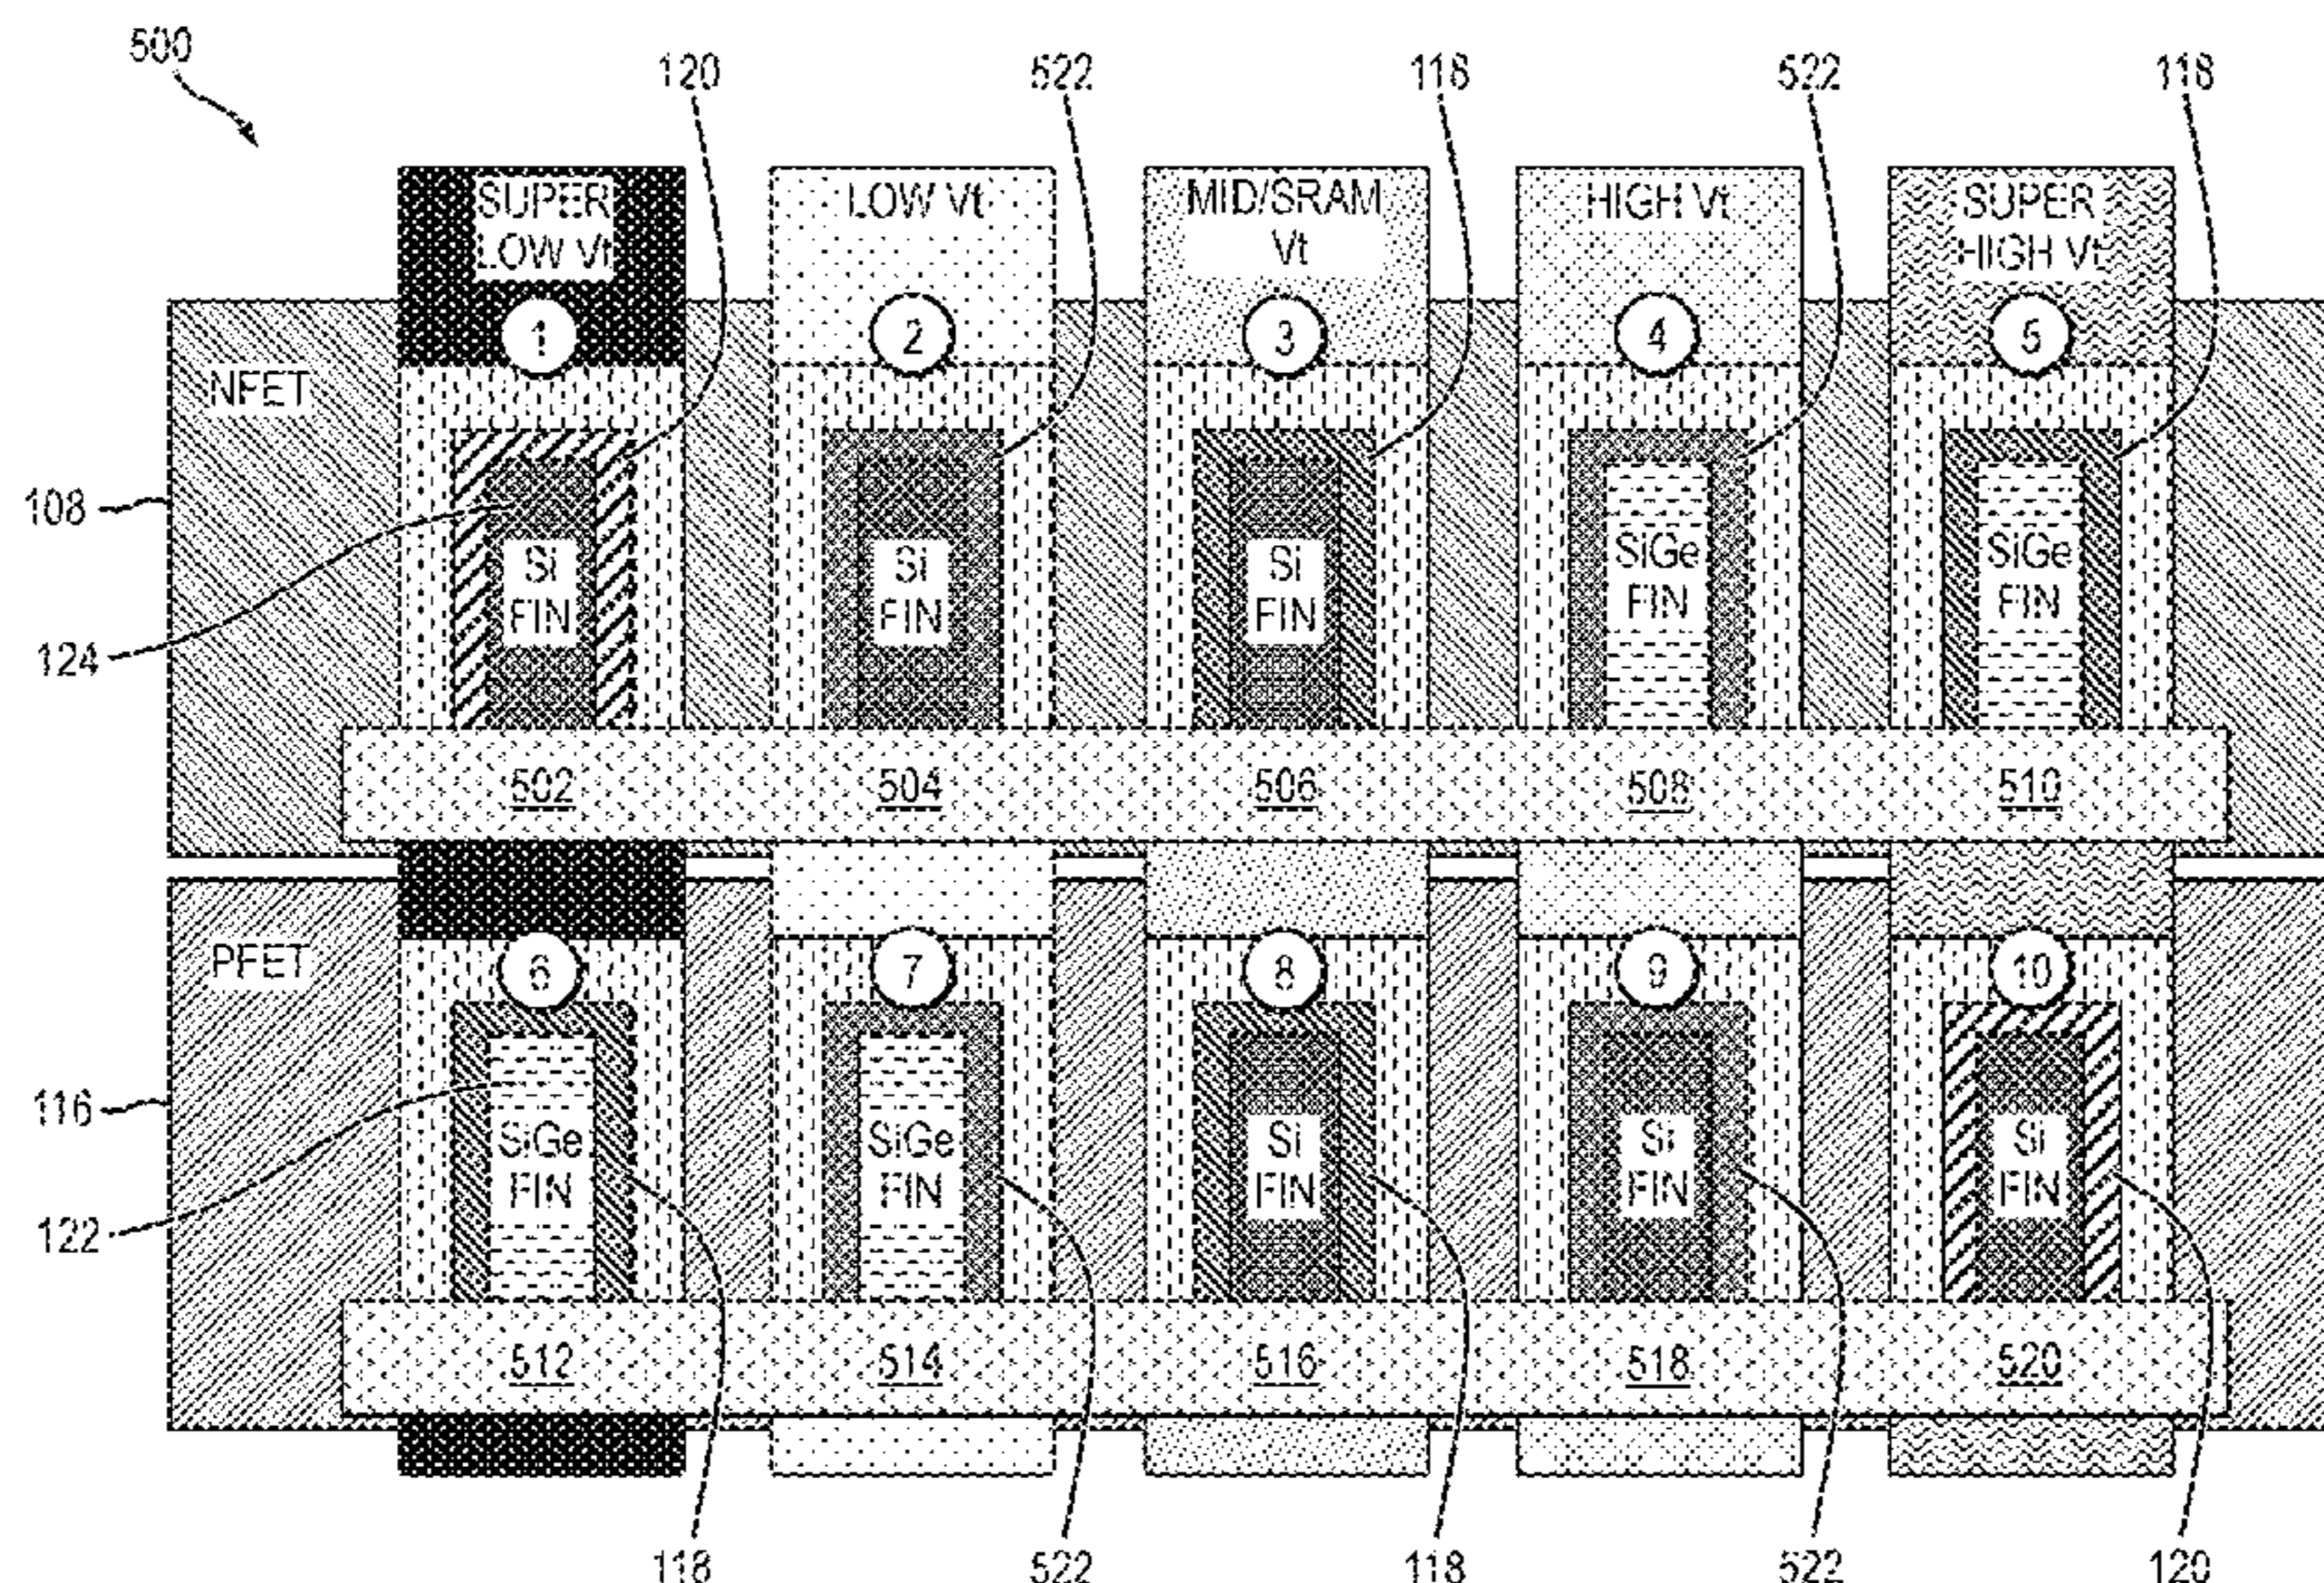 500
120
522
118
522
118
SUPER
LOW Vt
LOW Vt
MID/SRAM
Vt
HIGH Vt
SUPER
HIGH Vt
1
2
3
4
5
NFET
108
124
Si
FIN
Si
FIN
Si
FIN
SiGe
FIN
SiGe
FIN
502
504
506
508
510
PFET
6
7
8
9
10
116
122
SiGe
FIN
SiGe
FIN
Si
FIN
Si
FIN
Si
FIN
512
514
516
518
520
118
522
118
522
120